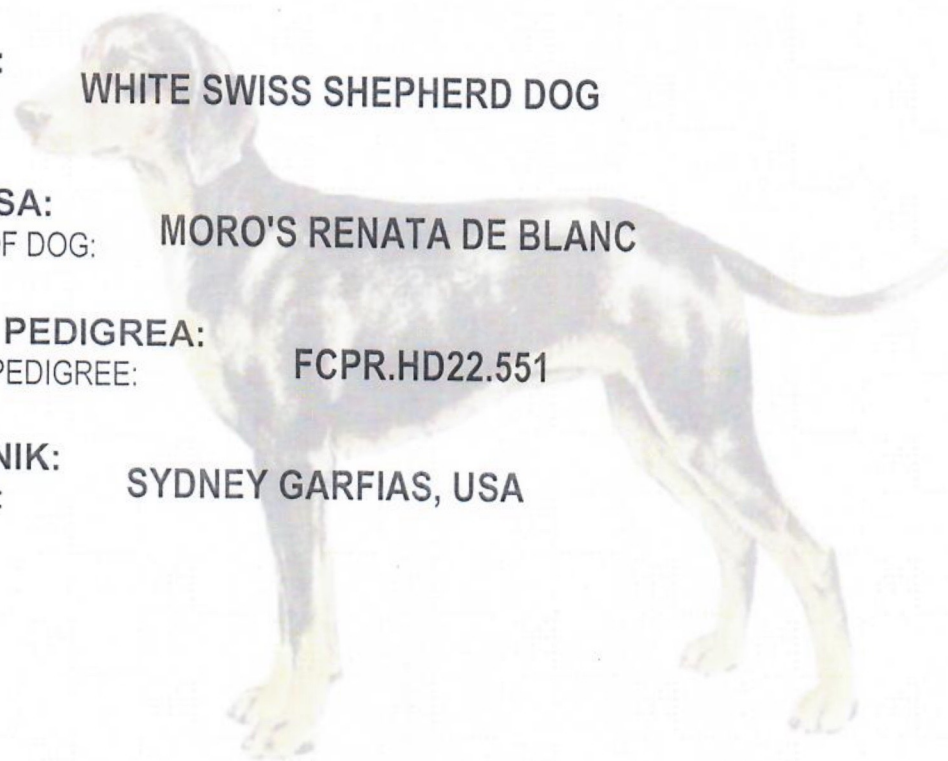 :
WHITE SWISS SHEPHERD DOG
SA:
F DOG:
MORO'S RENATA DE BLANC
PEDIGREA:
PEDIGREE:
FCPR.HD22.551
NIK:
:
SYDNEY GARFIAS, USA